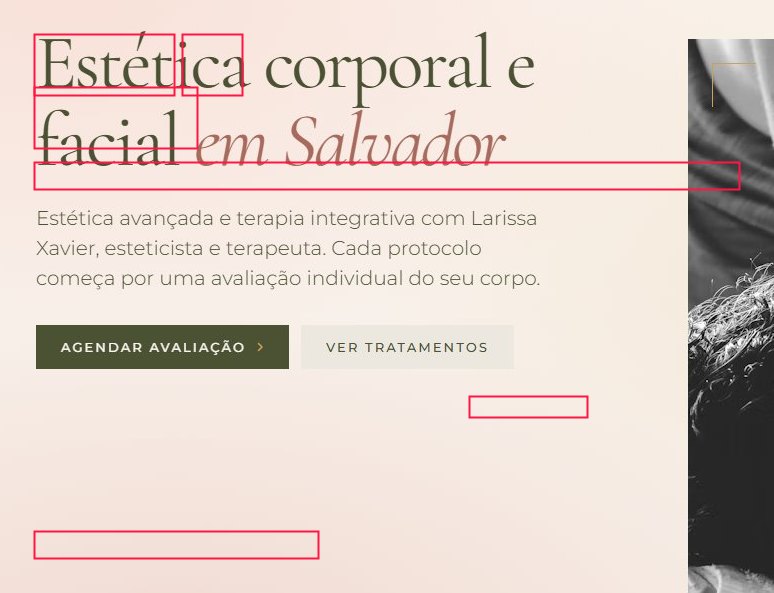 Estética corporal e
facial em Salvador
Estética avançada e terapia integrativa com Larissa
Xavier, esteticista e terapeuta. Cada protocolo
começa por uma avaliação individual do seu corpo.
AGENDAR AVALIAÇÃO >
VER TRATAMENTOS